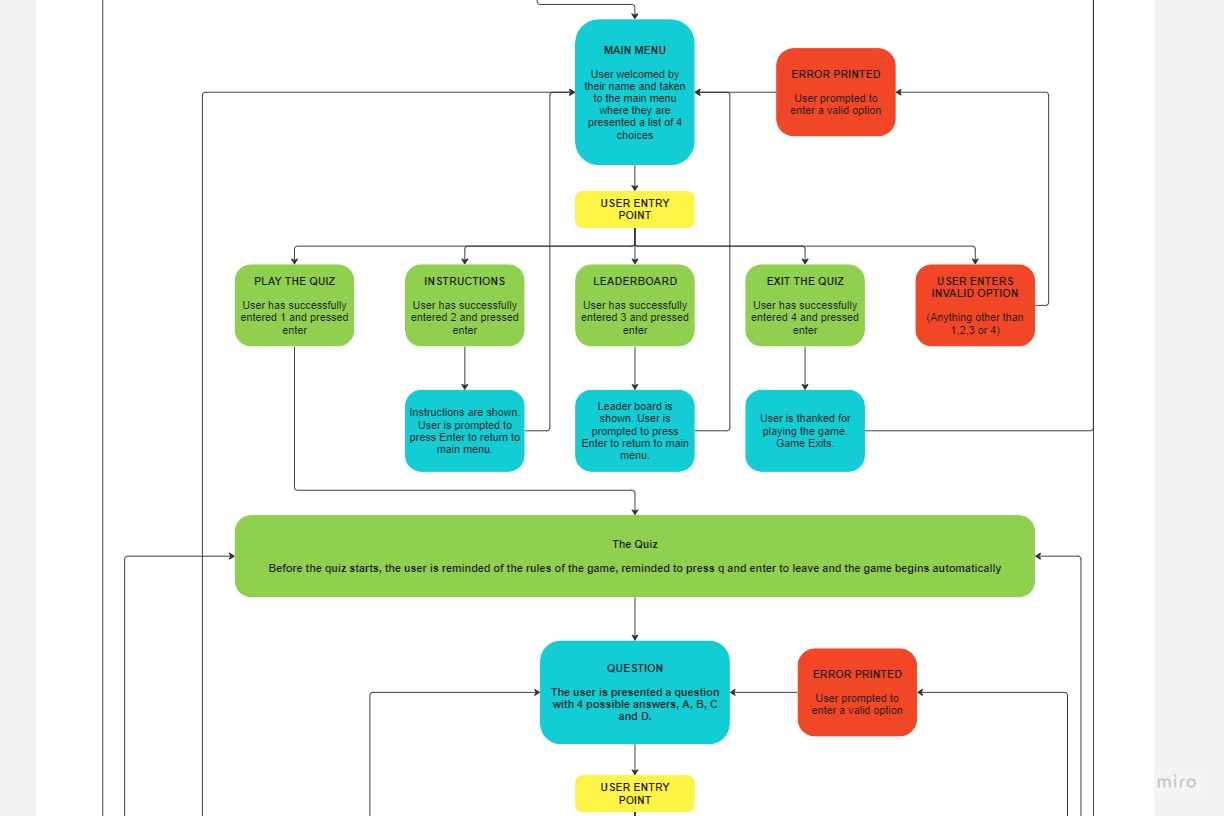 MAIN MENU
User welcomed by
their name and taken
to the main menu
where they are
presented a list of 4
choices
ERROR PRINTED
User prompted to
enter a valid option
USER ENTRY
POINT
PLAY THE QUIZ
User has successfully
entered 1 and pressed
enter
INSTRUCTIONS
User has successfully
entered 2 and pressed
enter
LEADERBOARD
User has successfully
entered 3 and pressed
enter
EXIT THE QUIZ
User has successfully
entered 4 and pressed
enter
USER ENTERS
INVALID OPTION
(Anything other than
1,2,3 or 4)
Instructions are shown.
User is prompted to
press Enter to return to
main menu.
Leader board is
shown. User is
prompted to press
Enter to return to main
menu.
User is thanked for
playing the game.
Game Exits.
The Quiz
Before the quiz starts, the user is reminded of the rules of the game, reminded to press q and enter to leave and the game begins automatically
QUESTION
The user is presented a question
with 4 possible answers, A, B, C
and D.
ERROR PRINTED
User prompted to
enter a valid option
USER ENTRY
POINT
miro